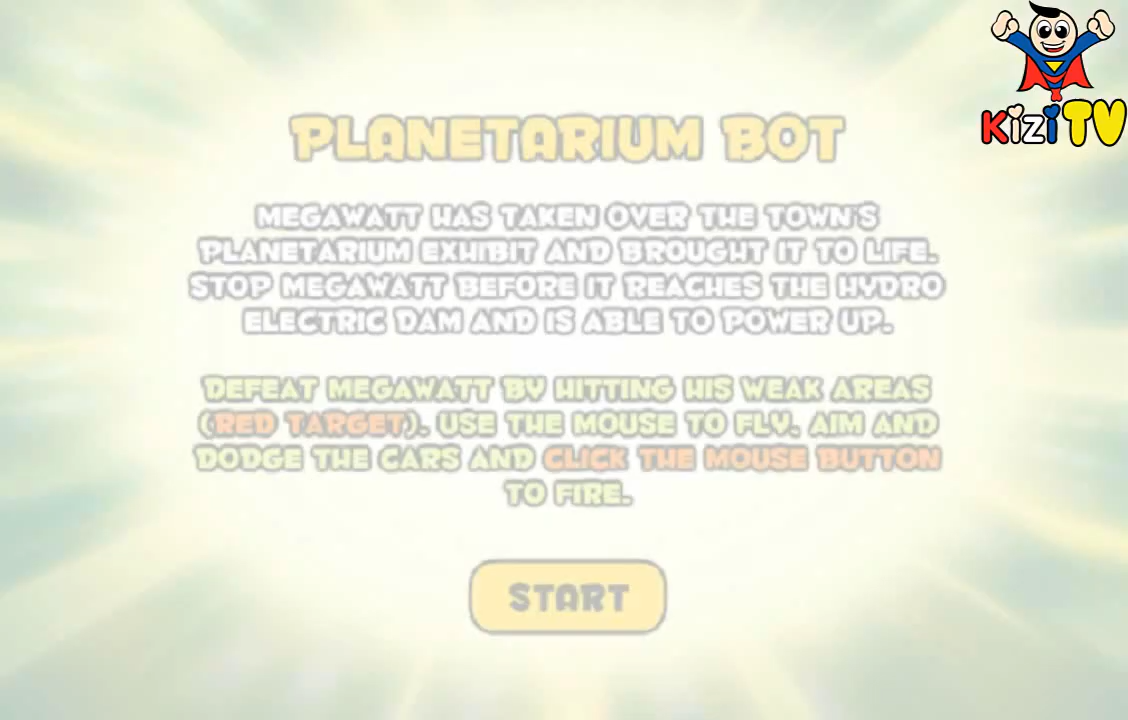 KiziTV
PLANETARIUM BOT
MEGAWATT HAS TAKEN OVER THE TOWN'S
PLANETARIUM EXHIBIT AND BROUGHT IT TO LIFE.
STOP MEGAWATT BEFORE IT REACHES THE HYDRO
ELECTRIC DAM AND IS ABLE TO POWER UP.
DEFEAT MEGAWATT BY HITTING HIS WEAK AREAS
(RED TARGET). USE THE MOUSE TO FLY. AIM AND
DODGE THE CARS AND CLICK THE MOUSE BUTTON
TO FIRE.
START